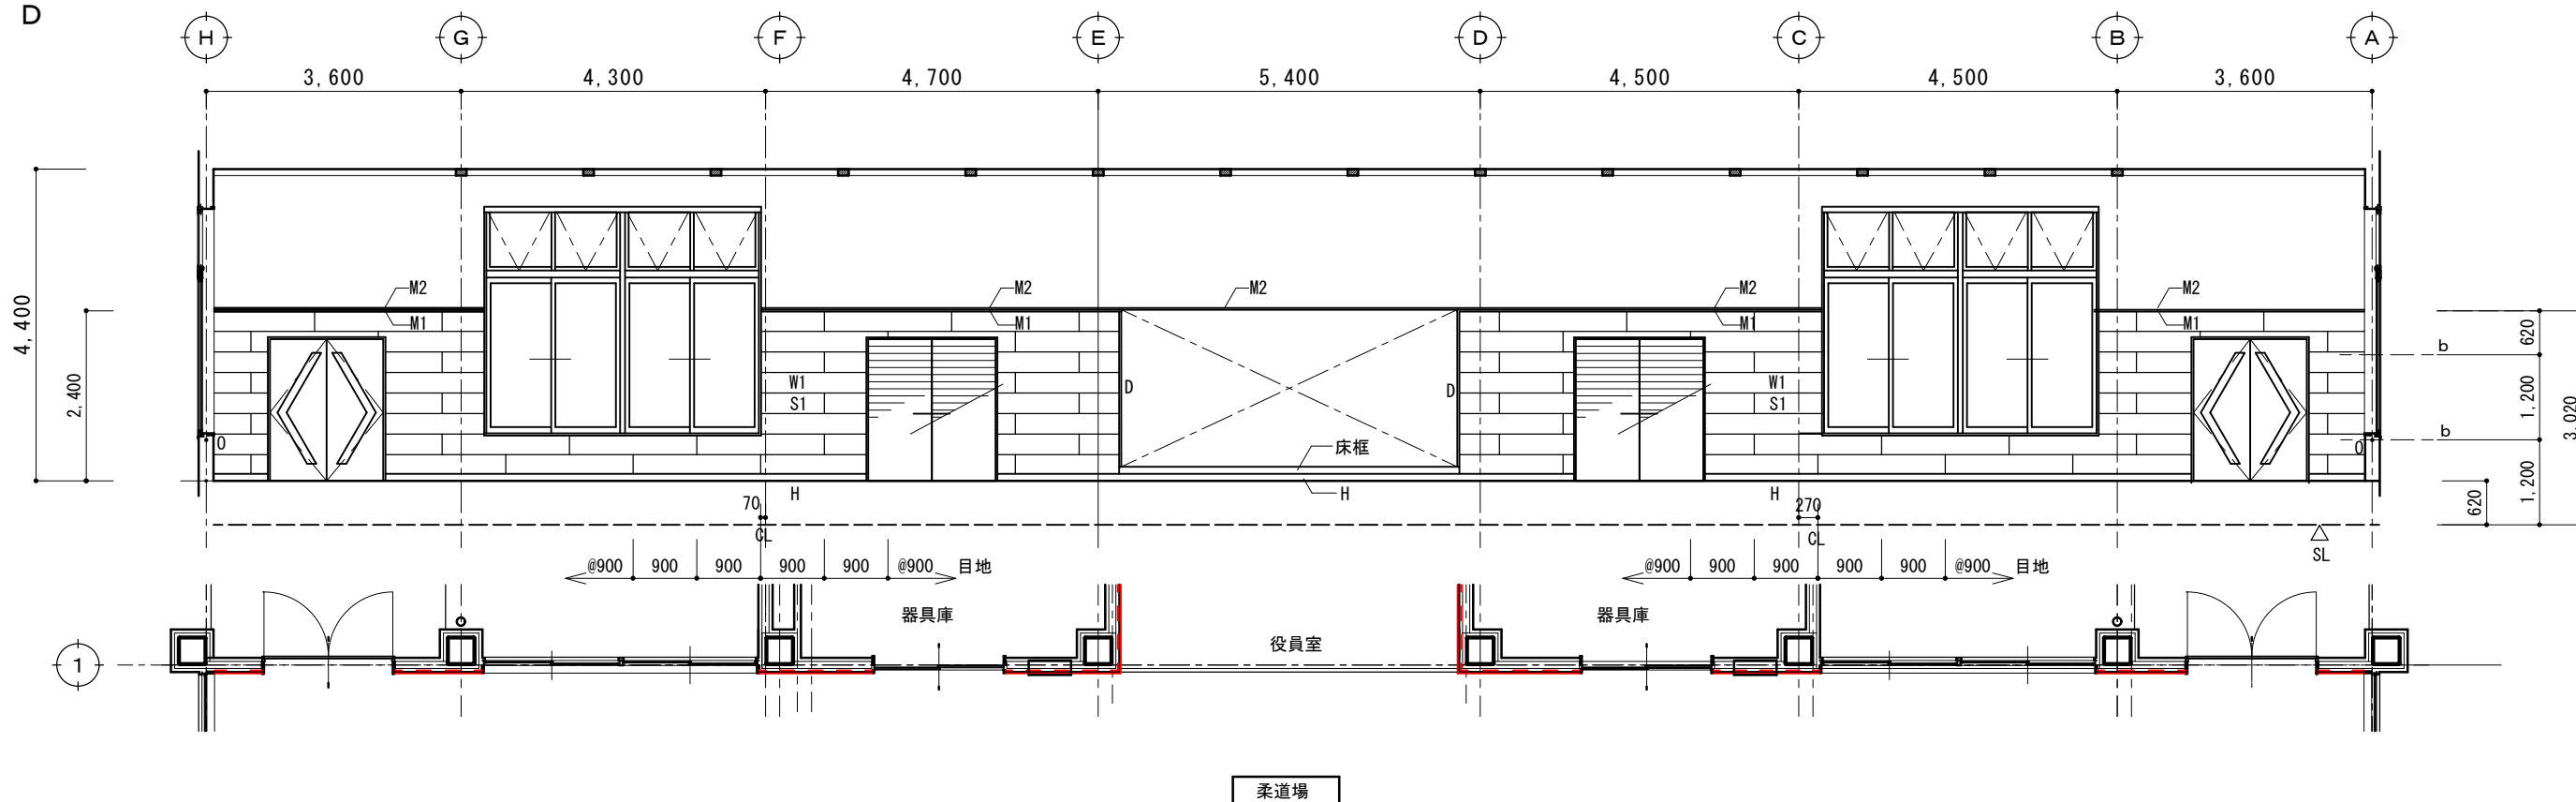 D
H G F E D C B A
3,600 4,300 4,700 5,400 4,500 4,500 3,600
M2 M2 M2 M2 M2
M1 M1 M1 M1
4,400
2,400
W1 W1
S1 S1
D D
O O
床框
H H H
b
b
620
1,200
1,200
3,020
620
70 270
CL CL
SL
@900 900 900 900 900 @900 目地
@900 900 900 900 900 @900 目地
器具庫 役員室 器具庫
1
柔道場